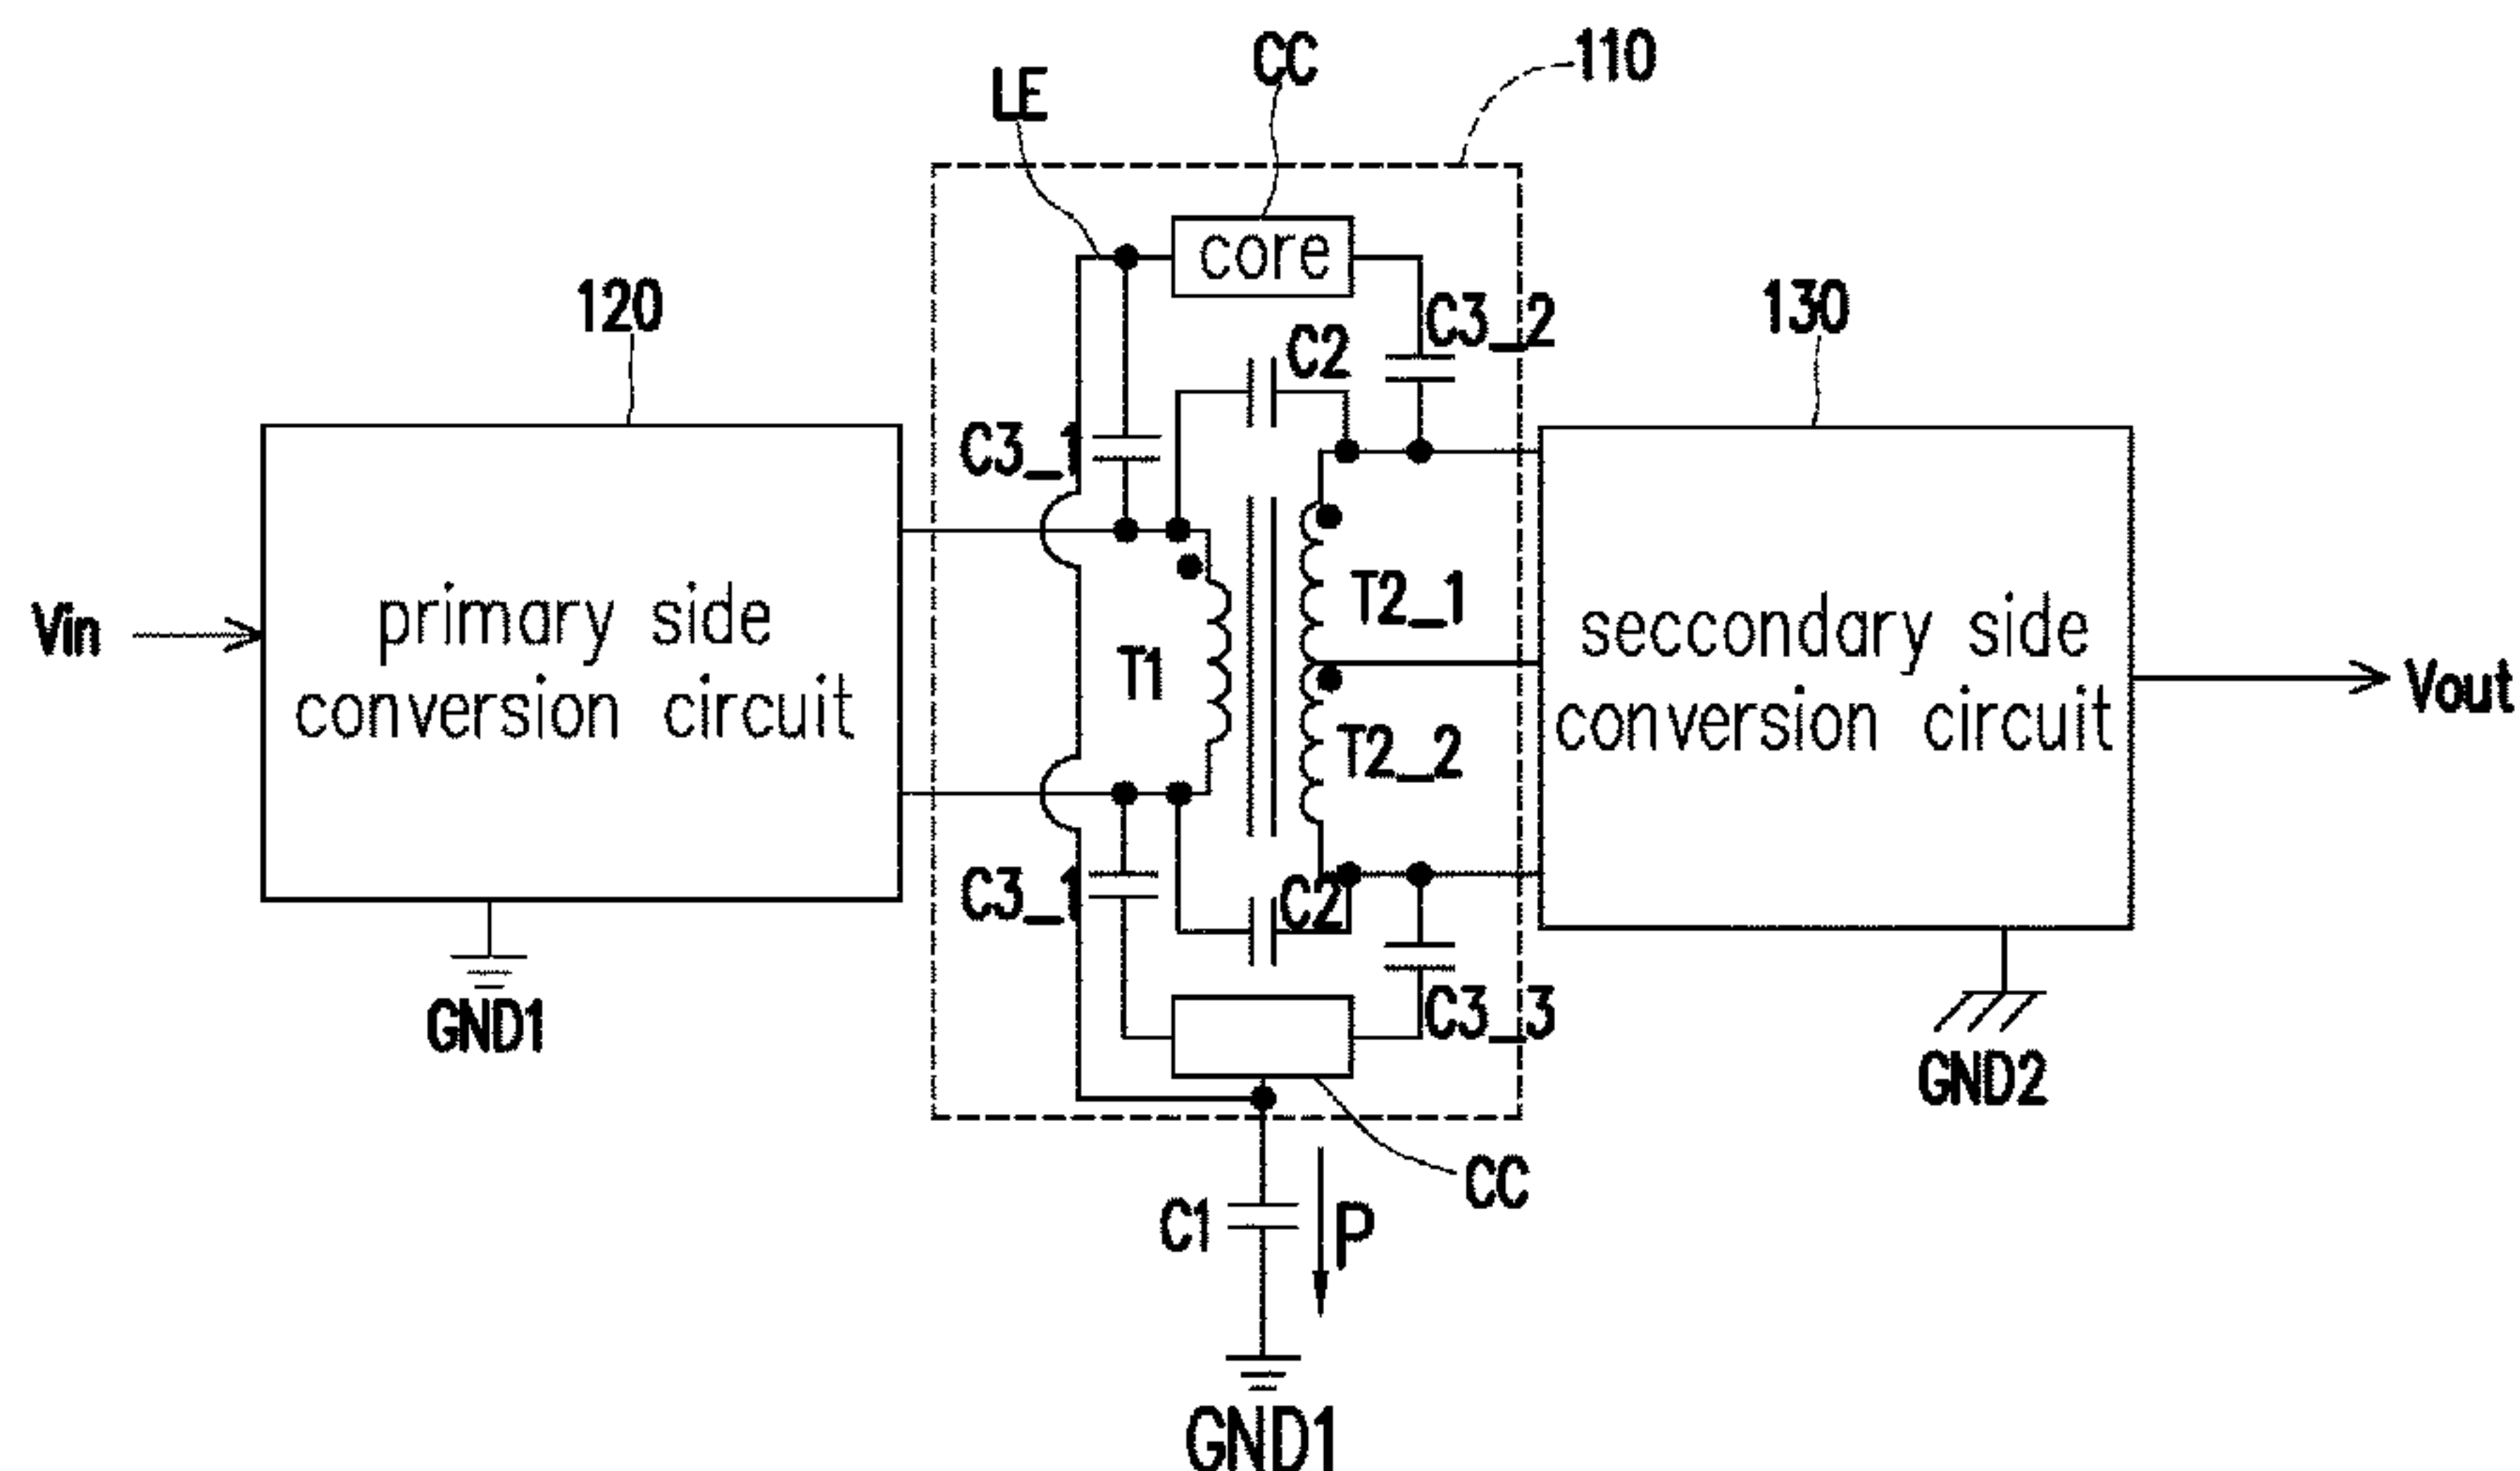 CC
110
LE
core
120
C3_2
130
C2
C3_1
primary side
conversion circuit
Vin
T2_1
T1
T2_2
seccondary side
conversion circuit
Vout
C3_1
C2
C3_3
GND1
GND2
CC
C1
P
GND1